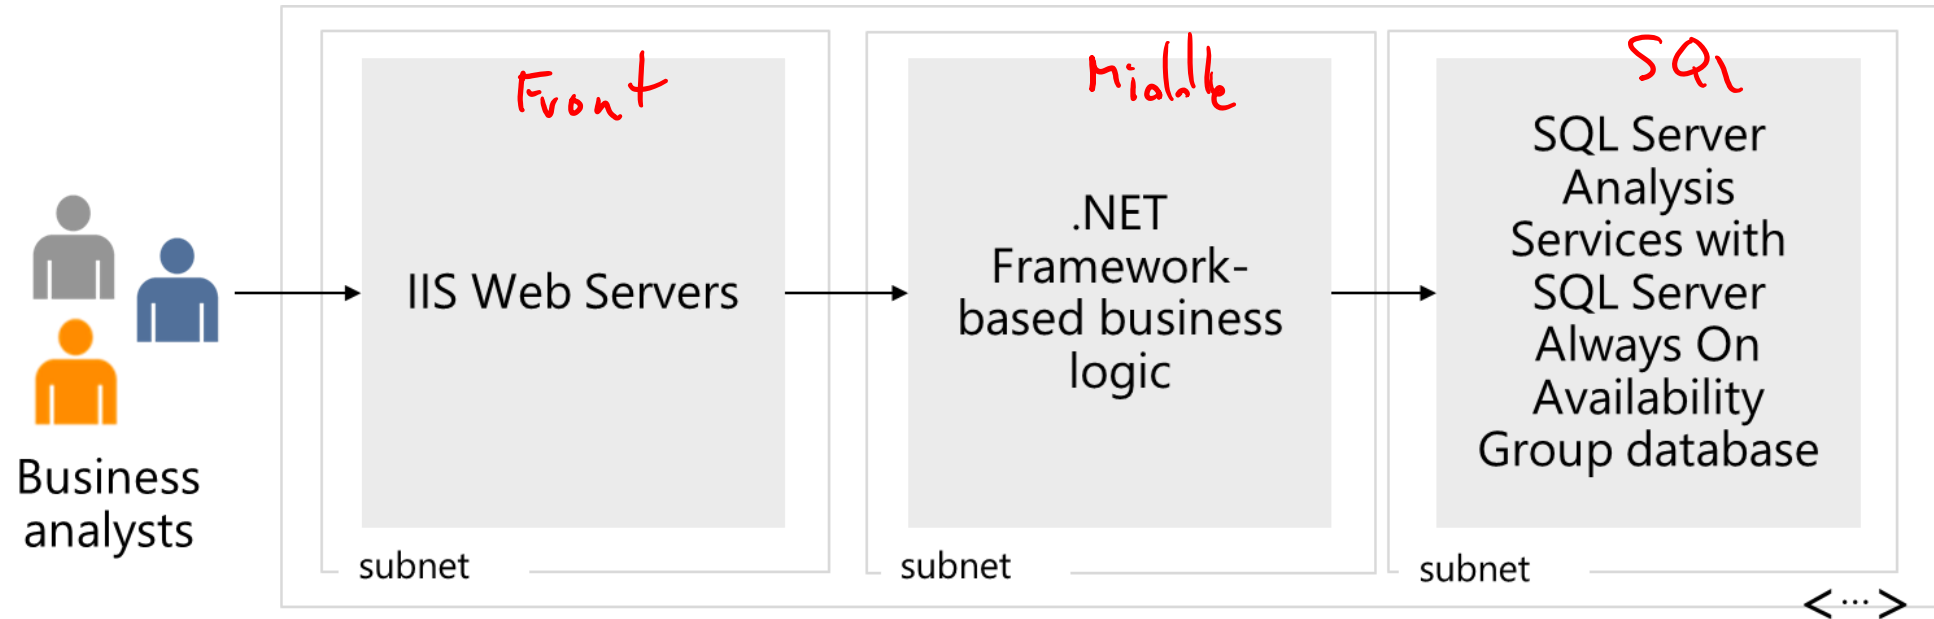 Front
Middle
SQL
IIS Web Servers
.NET
Framework-
based business
logic
SQL Server
Analysis
Services with
SQL Server
Always On
Availability
Group database
Business
analysts
subnet
subnet
subnet
<···>